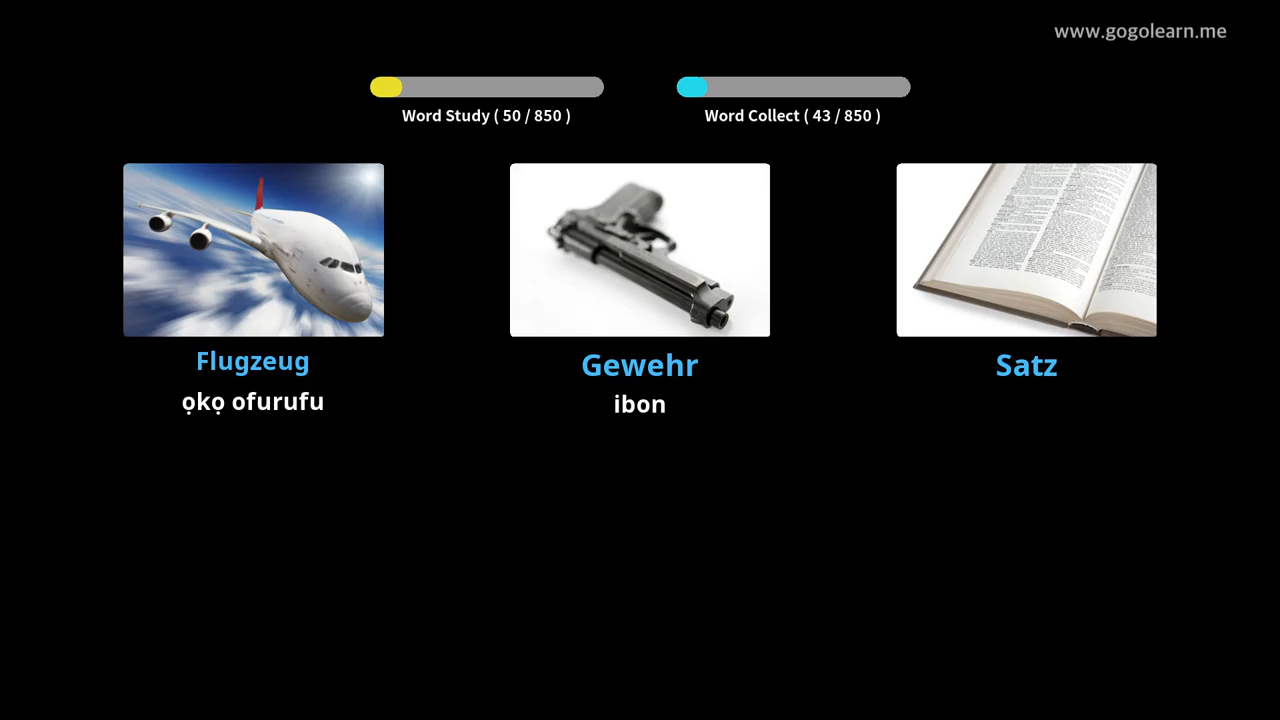 www.gogolearn.me
Word Study ( 50 / 850 )
Word Collect ( 43 / 850 )
Flugzeug
ọkọ ofurufu
Gewehr
ibon
Satz